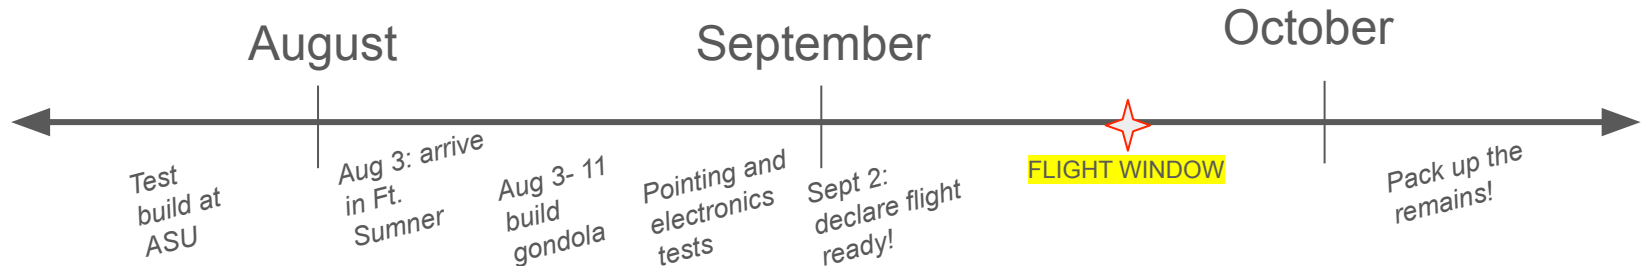 August
September
October
Test
build at
ASU
Aug 3: arrive
in Ft.
Sumner
Aug 3- 11
build
gondola
Pointing and
electronics
tests
Sept 2:
declare flight
ready!
FLIGHT WINDOW
Pack up the
remains!